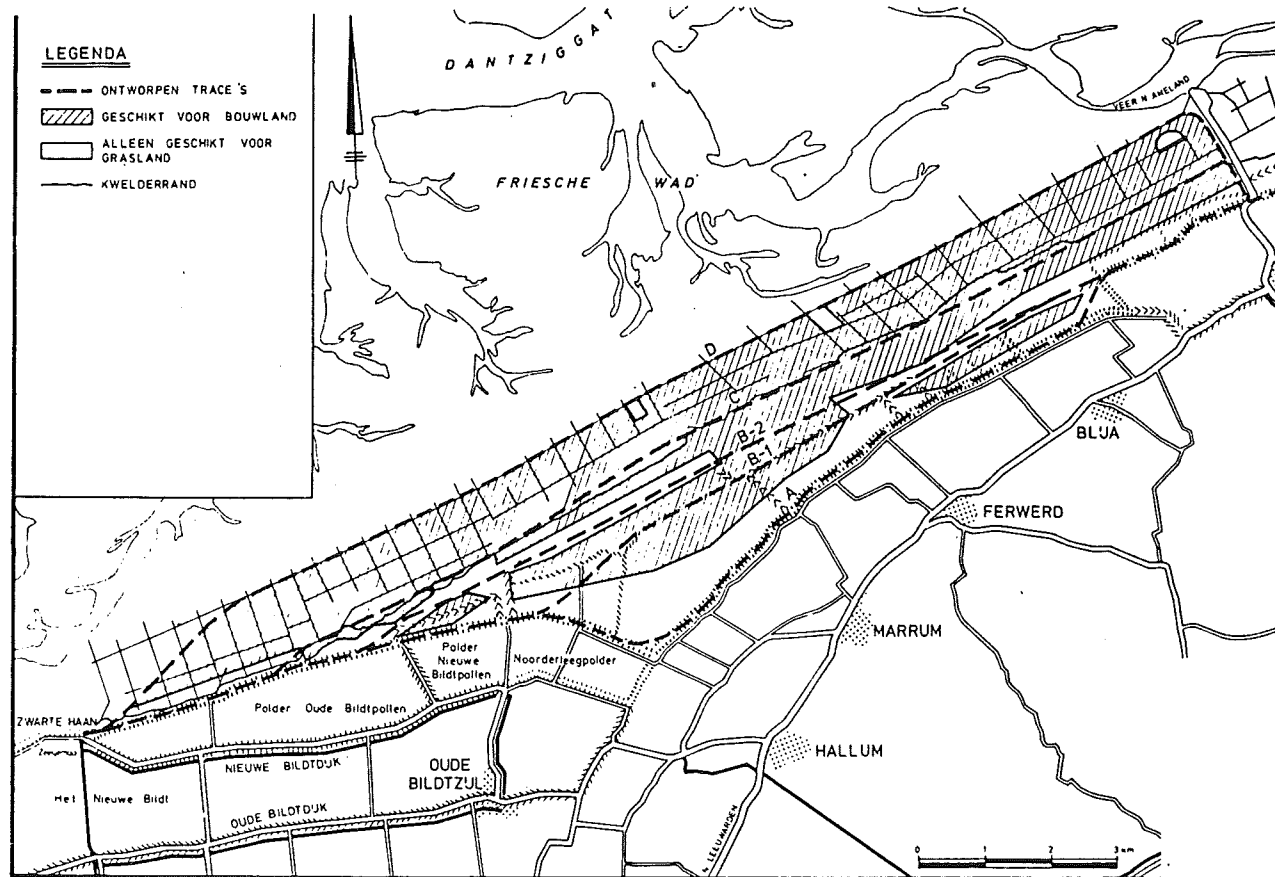 LEGENDA
ONTWORPEN TRACE'S
GESCHIKT VOOR BOUWLAND
ALLEEN GESCHIKT VOOR
GRASLAND
KWELDERRAND
DANTZIGGAT
VEER N AMELAND
FRIESCHE WAD
D
C
B-2
B-1
A
BLIJA
FERWERD
MARRUM
HALLUM
Polder
Nieuwe
Bildtpollen
Noorderleegpolder
Polder Oude Bildtpollen
ZWARTE HAAN
NIEUWE BILDTDIJK
OUDE
BILDTZIJL
Het Nieuwe Bildt
OUDE BILDTDIJK
N. LEEUWARDEN
0 1 2 3 km